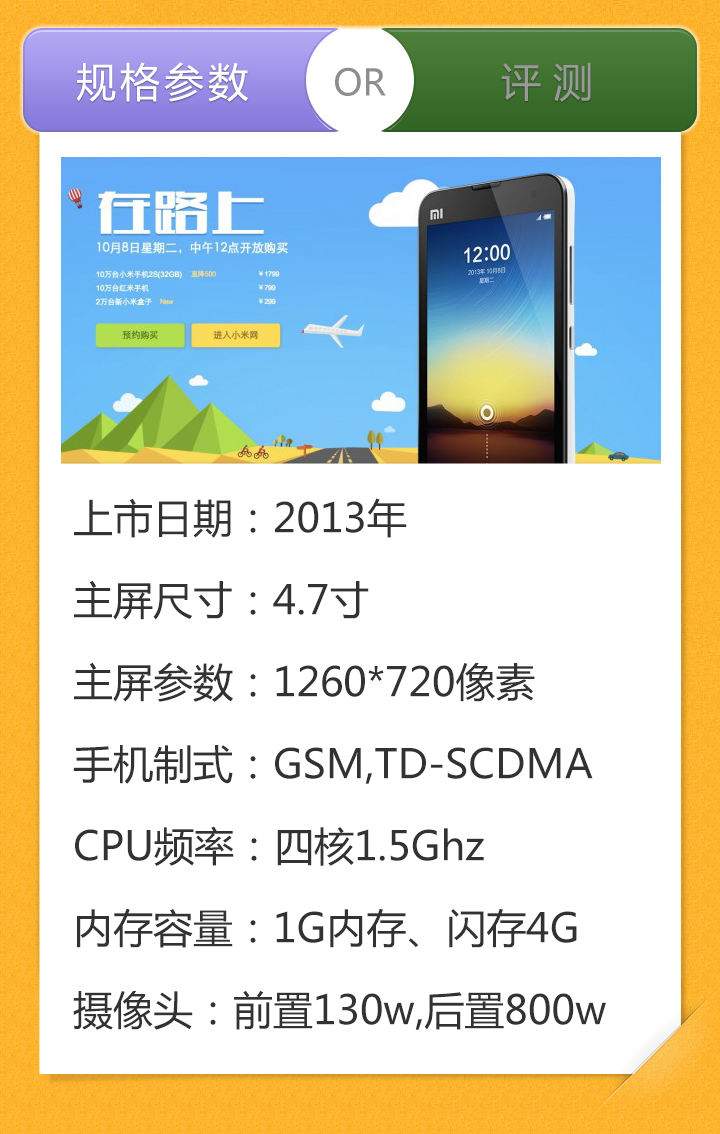 规格参数
OR
评 测
在路上
10月8日星期二，中午12点开放购买
10万台小米手机2S(32GB) 直降500 ¥1799
10万台红米手机 ¥799
2万台新小米盒子 New ¥299
预约购买 进入小米网
MI
12:00
2013年 10月8日
星期二
上市日期：2013年
主屏尺寸：4.7寸
主屏参数：1260*720像素
手机制式：GSM,TD-SCDMA
CPU频率：四核1.5Ghz
内存容量：1G内存、闪存4G
摄像头：前置130w,后置800w